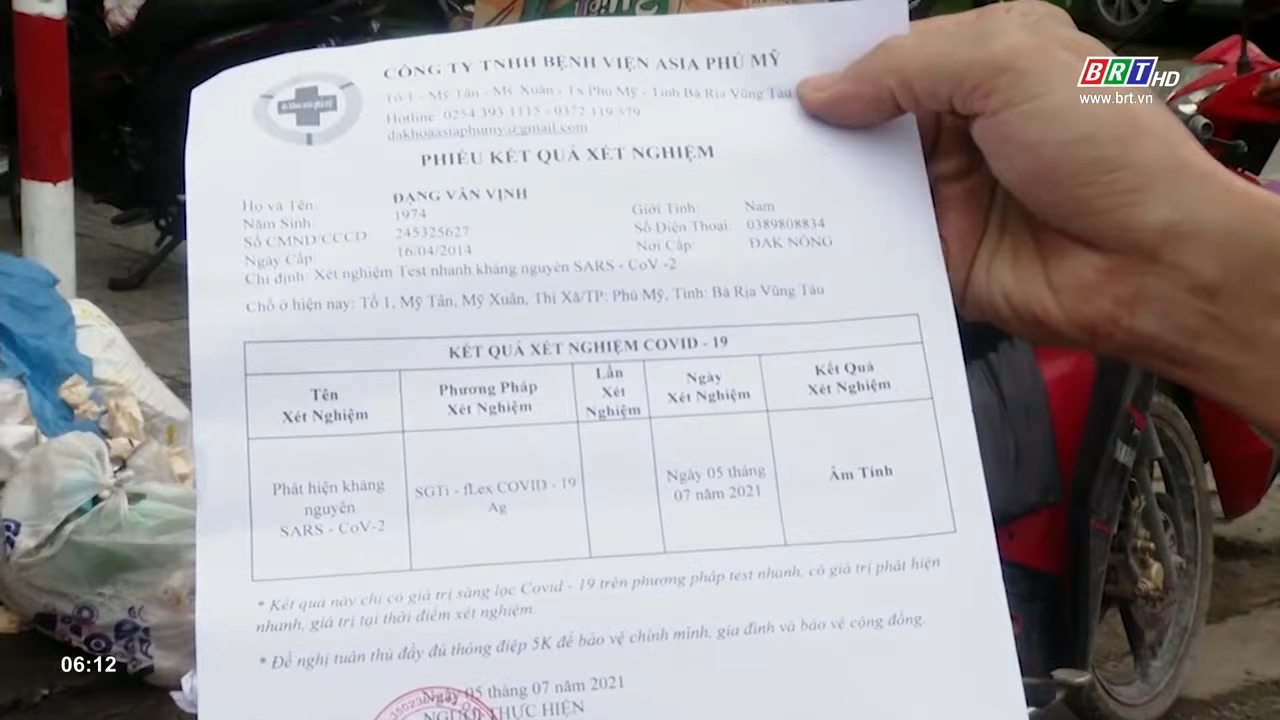 BRT HD
www.brt.vn
CÔNG TY TNHH BỆNH VIỆN ASIA PHÚ MỸ
Tổ 1 - Mỹ Tân - Mỹ Xuân - Tx Phú Mỹ - Tỉnh Bà Rịa Vũng Tàu
Hotline 0254 393 1115 - 0372 119 579
dakhoaasiaphumy@gmail.com
PHIẾU KẾT QUẢ XÉT NGHIỆM
Họ và Tên: ĐẶNG VĂN VỊNH
Năm Sinh: 1974 Giới Tính: Nam
Số CMND/CCCD 245325627 Số Điện Thoại: 0389808834
Ngày Cấp: 16/04/2014 Nơi Cấp: ĐAK NÔNG
Chỉ định: Xét nghiệm Test nhanh kháng nguyên SARS - CoV -2
Chỗ ở hiện nay: Tổ 1, Mỹ Tân, Mỹ Xuân, Thị Xã/TP: Phú Mỹ, Tỉnh: Bà Rịa Vũng Tàu
KẾT QUẢ XÉT NGHIỆM COVID - 19
Tên
Xét Nghiệm
Phương Pháp
Xét Nghiệm
Lần
Xét
Nghiệm
Ngày
Xét Nghiệm
Kết Quả
Xét Nghiệm
Phát hiện kháng
nguyên
SARS - CoV-2
SGTi - fLex COVID - 19
Ag
Ngày 05 tháng
07 năm 2021
Âm Tính
* Kết quả này chỉ có giá trị sàng lọc Covid - 19 trên phương pháp test nhanh, có giá trị phát hiện
nhanh, giá trị tại thời điểm xét nghiệm.
* Đề nghị tuân thủ đầy đủ thông điệp 5K để bảo vệ chính mình, gia đình và bảo vệ cộng đồng.
Ngày 05 tháng 07 năm 2021
NGƯỜI THỰC HIỆN
06:12